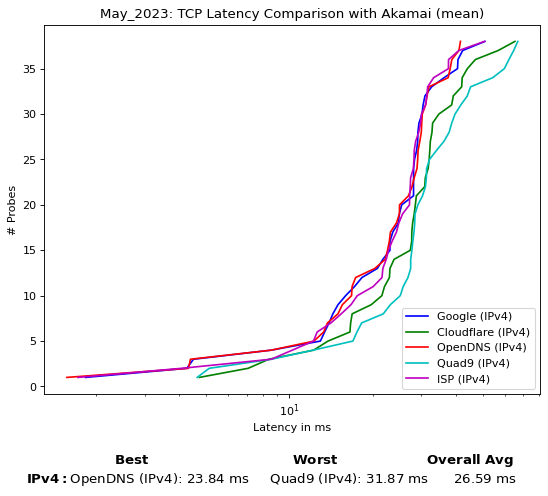 May_2023: TCP Latency Comparison with Akamai (mean)
# Probes
35
30
25
20
15
10
5
0
Google (IPv4)
Cloudflare (IPv4)
OpenDNS (IPv4)
Quad9 (IPv4)
ISP (IPv4)
10¹
Latency in ms
Best Worst Overall Avg
IPv4: OpenDNS (IPv4): 23.84 ms Quad9 (IPv4): 31.87 ms 26.59 ms